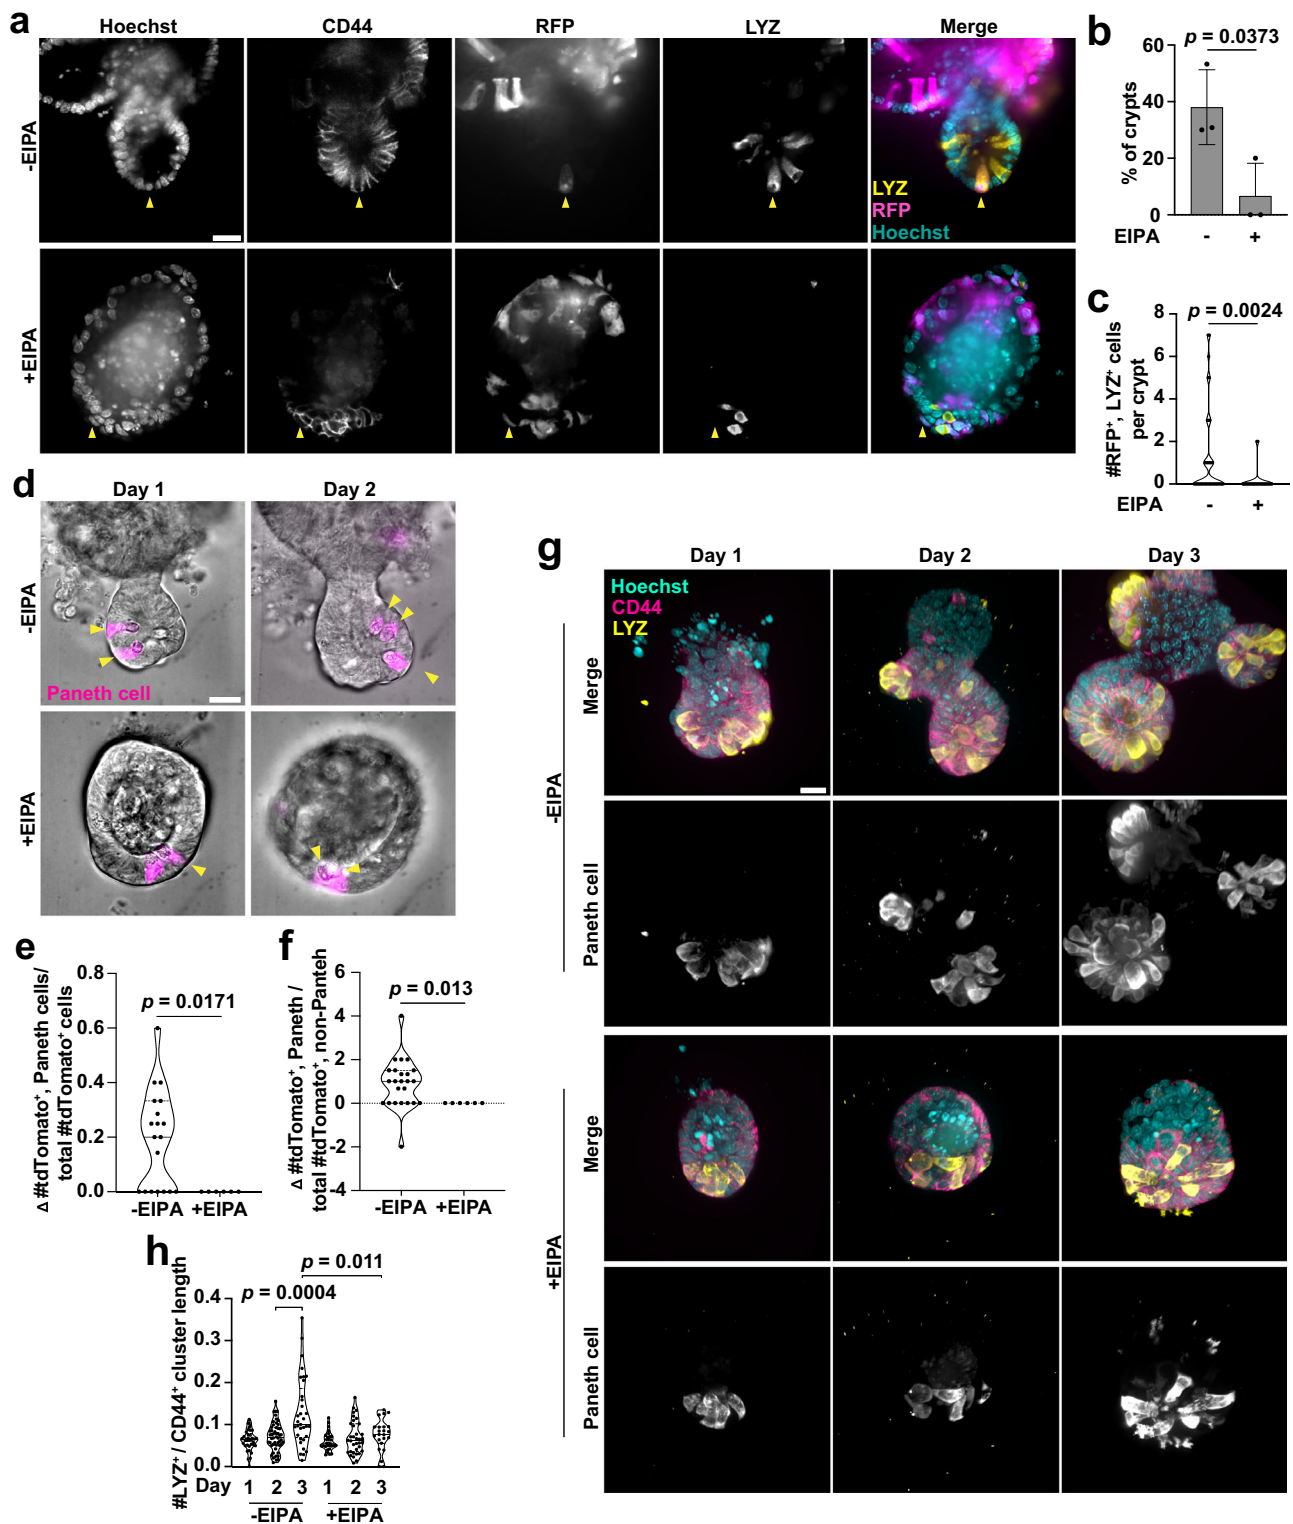 a
Hoechst
CD44
RFP
LYZ
Merge
-EIPA
LYZ
RFP
Hoechst
+EIPA
b
p = 0.0373
% of crypts
60
40
20
0
EIPA - +
c
p = 0.0024
#RFP+, LYZ+ cells
per crypt
8
6
4
2
0
EIPA - +
d
Day 1
Day 2
-EIPA
Paneth cell
+EIPA
e
Δ #tdTomato+, Paneth cells/
total #tdTomato+ cells
p = 0.0171
0.8
0.6
0.4
0.2
0.0
-EIPA +EIPA
f
Δ #tdTomato+, Paneth /
total #tdTomato+, non-Panteh
p = 0.013
6
4
2
0
-2
-4
-EIPA +EIPA
g
Day 1
Day 2
Day 3
Hoechst
CD44
LYZ
-EIPA
Merge
Paneth cell
+EIPA
Merge
Paneth cell
h
#LYZ+ / CD44+ cluster length
p = 0.011
p = 0.0004
0.4
0.3
0.2
0.1
0.0
Day 1 2 3 1 2 3
-EIPA +EIPA